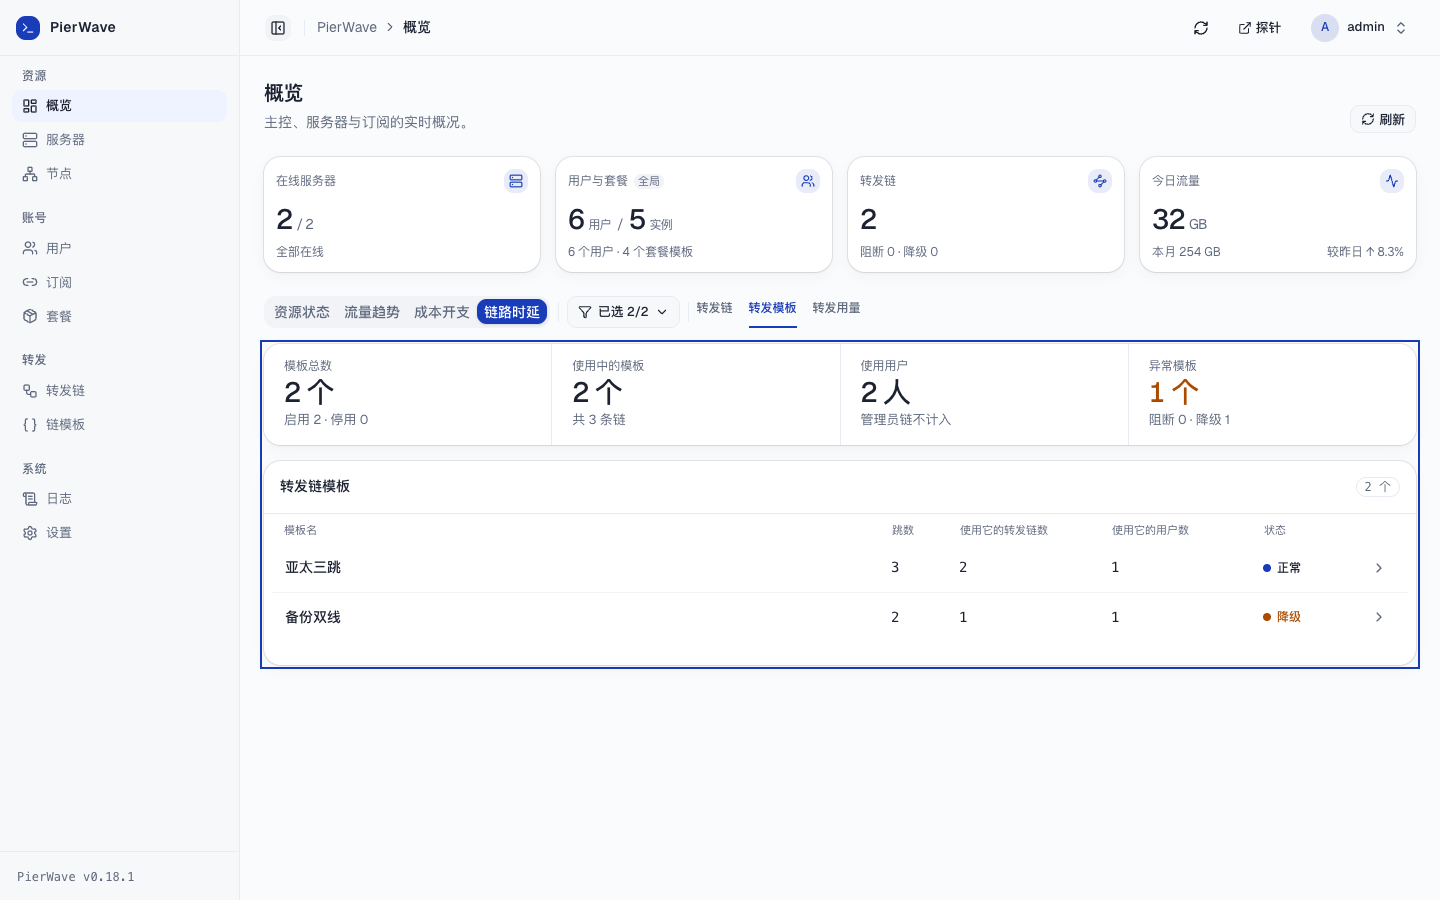 PierWave
PierWave > 概览
探针
A admin
资源
概览
服务器
节点
账号
用户
订阅
套餐
转发
转发链
链模板
系统
日志
设置
PierWave v0.18.1
概览
主控、服务器与订阅的实时概况。
刷新
在线服务器
2 / 2
全部在线
用户与套餐 全局
6 用户 / 5 实例
6 个用户 · 4 个套餐模板
转发链
2
阻断 0 · 降级 0
今日流量
32 GB
本月 254 GB 较昨日 ↑ 8.3%
资源状态 流量趋势 成本开支 链路时延 已选 2/2 转发链 转发模板 转发用量
模板总数
2 个
启用 2 · 停用 0
使用中的模板
2 个
共 3 条链
使用用户
2 人
管理员链不计入
异常模板
1 个
阻断 0 · 降级 1
转发链模板 2 个
模板名 跳数 使用它的转发链数 使用它的用户数 状态
亚太三跳 3 2 1 正常
备份双线 2 1 1 降级